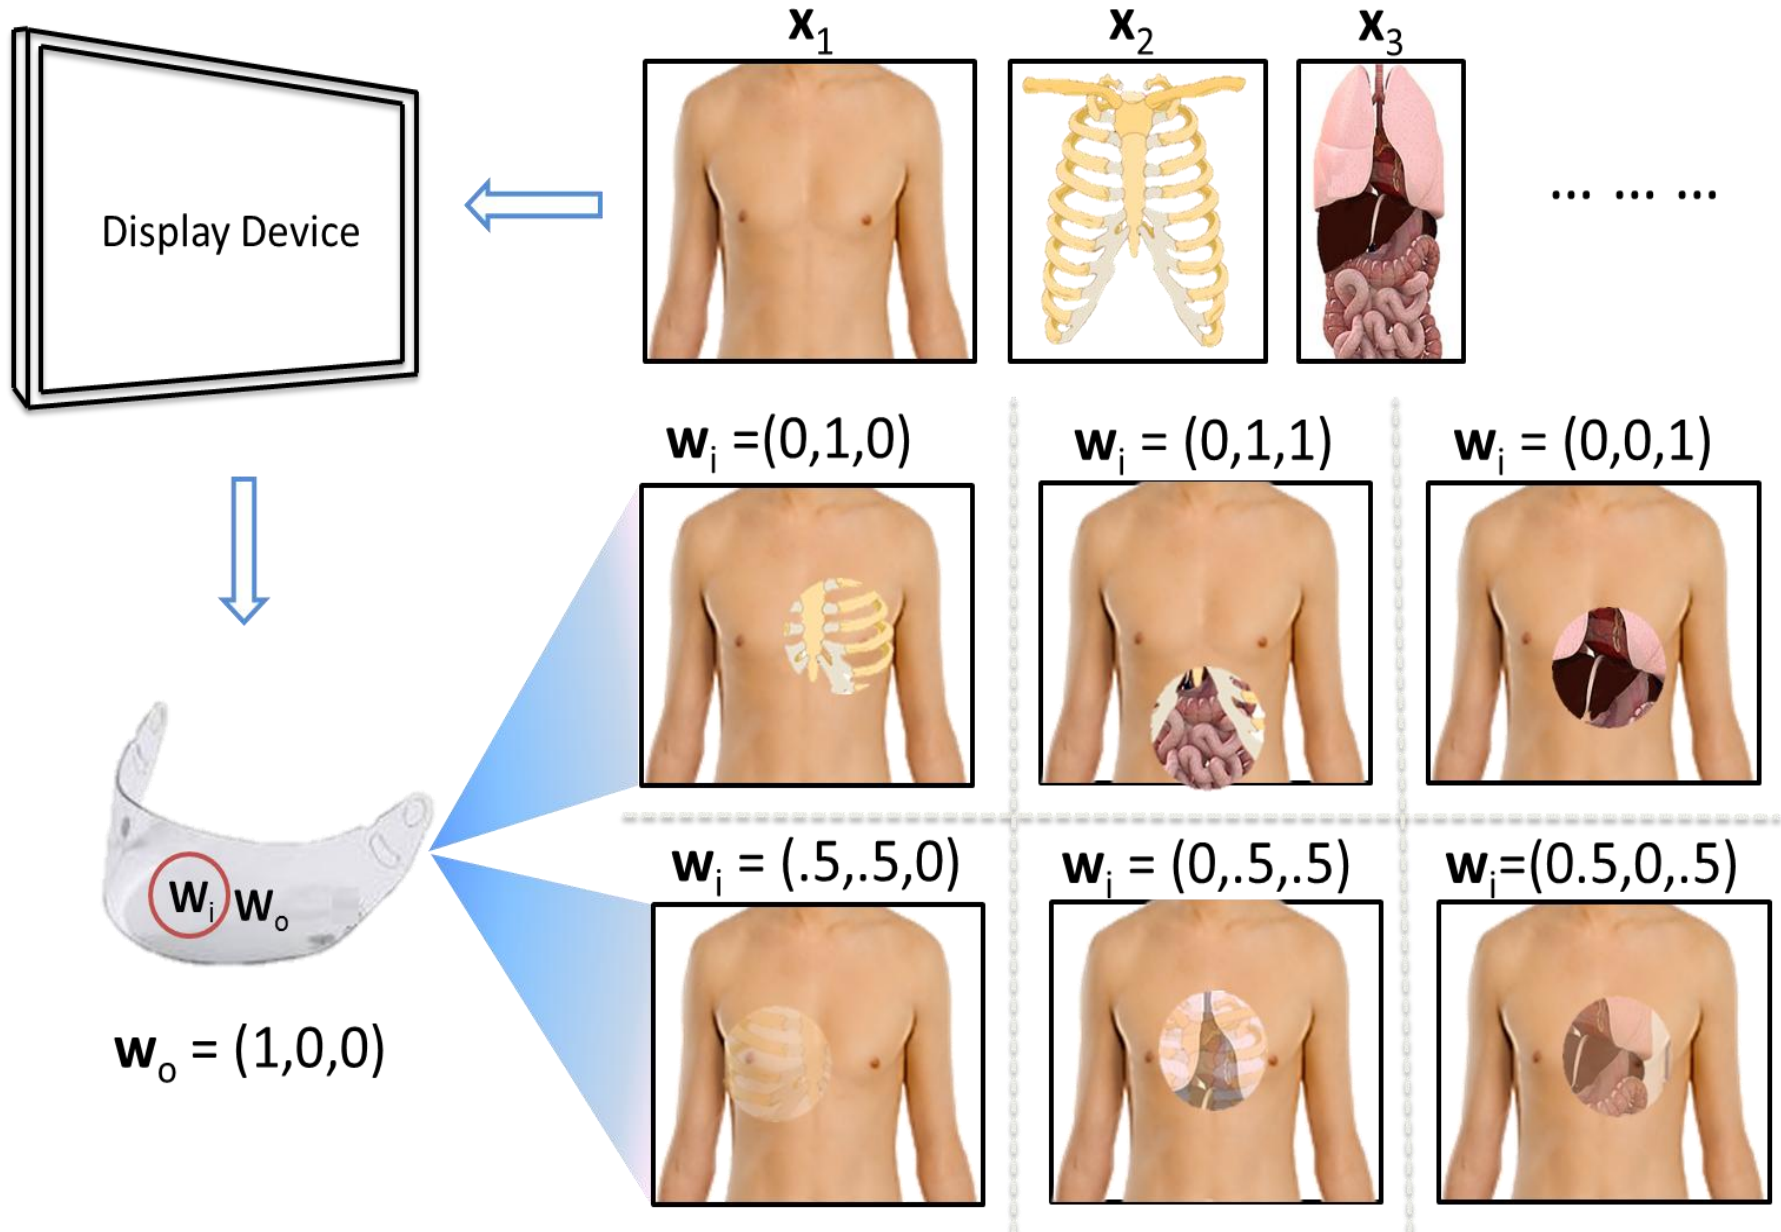 x1 x2 x3
Display Device
... ... ...
wi =(0,1,0) wi = (0,1,1) wi = (0,0,1)
wi = (.5,.5,0) wi = (0,.5,.5) wi=(0.5,0,.5)
wi wo
wo = (1,0,0)